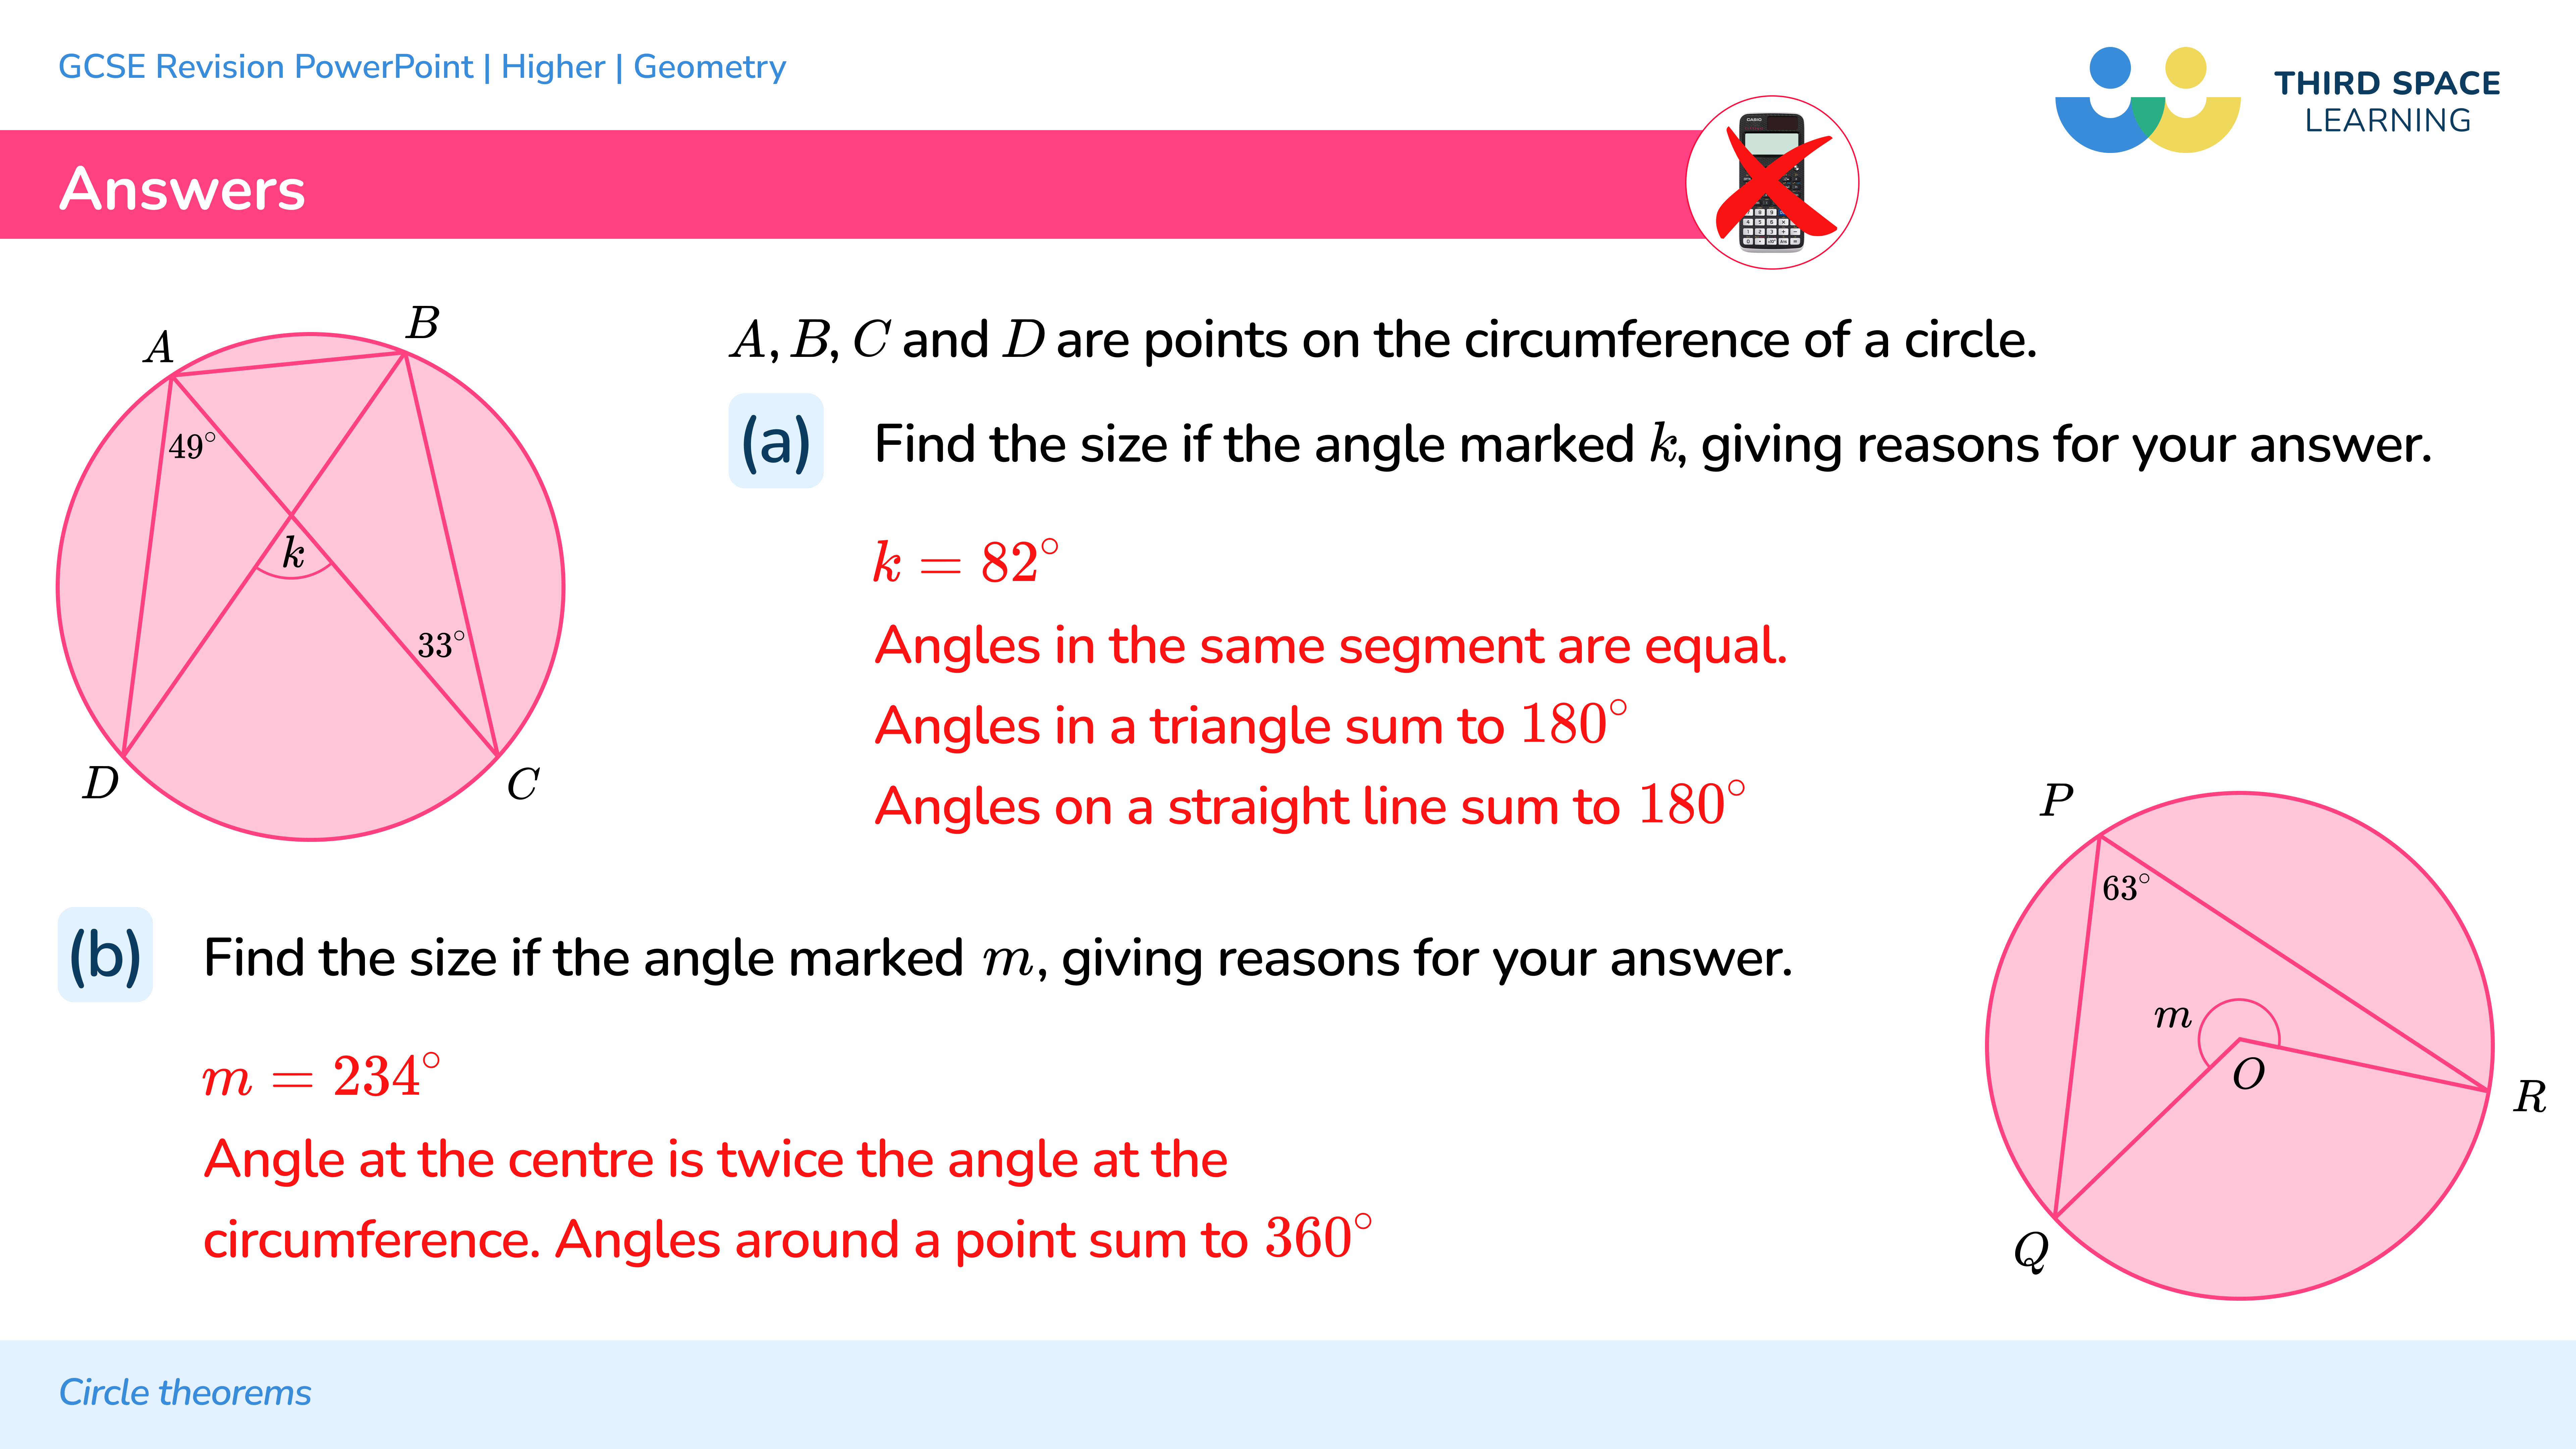 GCSE Revision PowerPoint | Higher | Geometry
THIRD SPACE
LEARNING
Answers
CASIO
A
B
49°
k
33°
D
C
A, B, C and D are points on the circumference of a circle.
(a) Find the size if the angle marked k, giving reasons for your answer.
k = 82°
Angles in the same segment are equal.
Angles in a triangle sum to 180°
Angles on a straight line sum to 180°
(b) Find the size if the angle marked m, giving reasons for your answer.
m = 234°
Angle at the centre is twice the angle at the
circumference. Angles around a point sum to 360°
P
63°
m
O
R
Q
Circle theorems